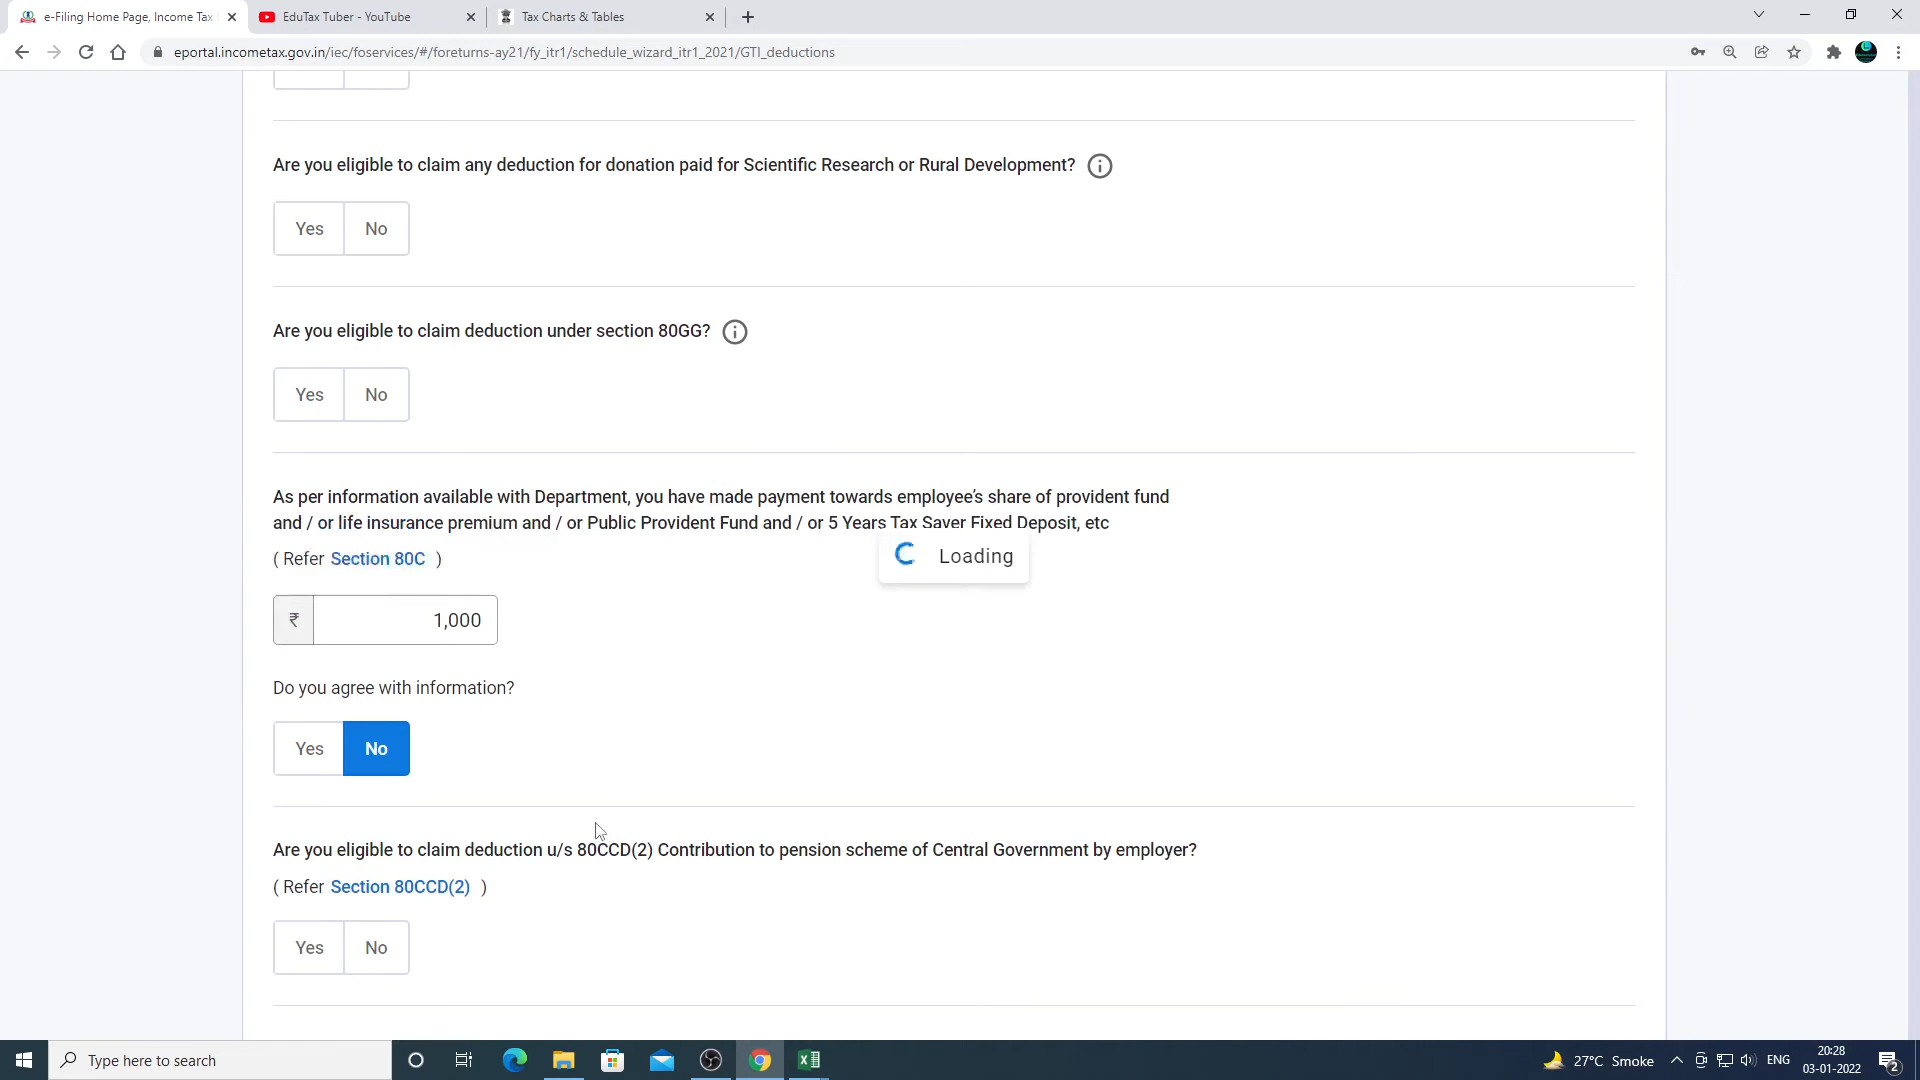 e-Filing Home Page, Income Tax
EduTax Tuber - YouTube
Tax Charts & Tables
eportal.incometax.gov.in/iec/foservices/#/foreturns-ay21/fy_itr1/schedule_wizard_itr1_2021/GTI_deductions
Are you eligible to claim any deduction for donation paid for Scientific Research or Rural Development?
Yes No
Are you eligible to claim deduction under section 80GG?
Yes No
As per information available with Department, you have made payment towards employee’s share of provident fund
and / or life insurance premium and / or Public Provident Fund and / or 5 Years Tax Saver Fixed Deposit, etc
( Refer Section 80C )
Loading
₹ 1,000
Do you agree with information?
Yes No
Are you eligible to claim deduction u/s 80CCD(2) Contribution to pension scheme of Central Government by employer?
( Refer Section 80CCD(2) )
Yes No
Type here to search
27°C Smoke
ENG
20:28
03-01-2022
2